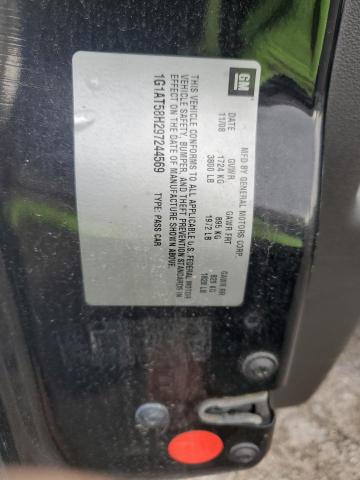 GM
MFD BY GENERAL MOTORS CORP.
DATE GVWR GAWR FRT GAWR RR
11/08 1724 KG 895 KG 829 KG
3800 LB 1972 LB 1828 LB
THIS VEHICLE CONFORMS TO ALL APPLICABLE U.S. FEDERAL MOTOR
VEHICLE SAFETY, BUMPER, AND THEFT PREVENTION STANDARDS IN
EFFECT ON THE DATE OF MANUFACTURE SHOWN ABOVE.
1G1AT58H297244569 TYPE: PASS CAR